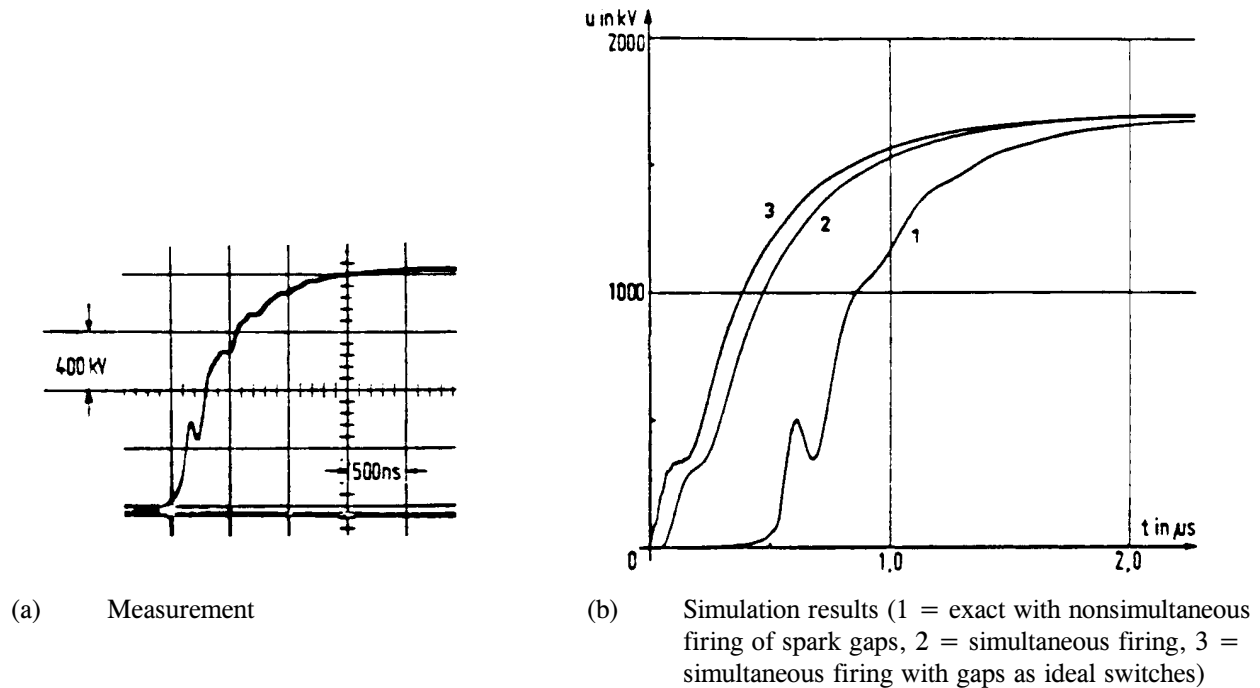 400 kV
500ns
(a) Measurement
u in kV
2000
1000
0
3
2
1
t in µs
1,0
2,0
(b) Simulation results (1 = exact with nonsimultaneous
firing of spark gaps, 2 = simultaneous firing, 3 =
simultaneous firing with gaps as ideal switches)